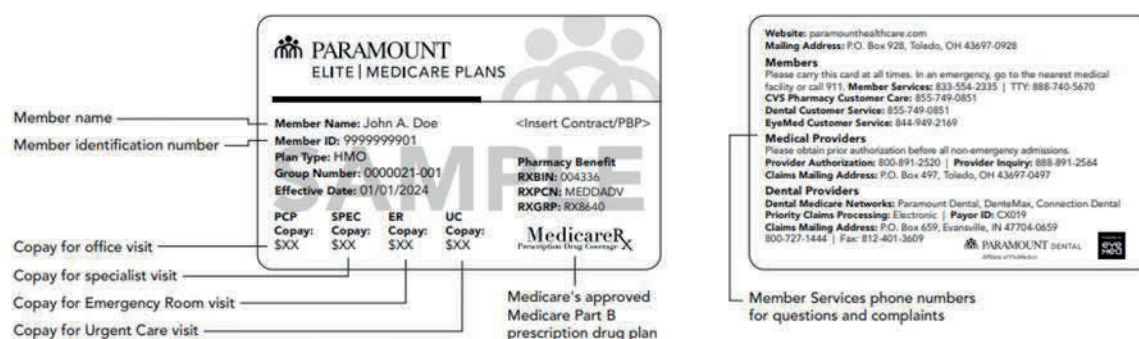 PARAMOUNT
ELITE | MEDICARE PLANS
Member name
Member identification number
Member Name: John A. Doe
<Insert Contract/PBP>
Member ID: 9999999901
Plan Type: HMO
Group Number: 0000021-001
Effective Date: 01/01/2024
SAMPLE
Pharmacy Benefit
RXBIN: 004336
RXPCN: MEDDADV
RXGRP: RX8640
PCP SPEC ER UC
Copay: Copay: Copay: Copay:
$XX $XX $XX $XX
MedicareRx
Prescription Drug Coverage
Copay for office visit
Copay for specialist visit
Copay for Emergency Room visit
Copay for Urgent Care visit
Medicare's approved
Medicare Part B
prescription drug plan
Website: paramounthealthcare.com
Mailing Address: P.O. Box 928, Toledo, OH 43697-0928
Members
Please carry this card at all times. In an emergency, go to the nearest medical
facility or call 911. Member Services: 833-554-2335 | TTY: 888-740-5670
CVS Pharmacy Customer Care: 855-749-0851
Dental Customer Service: 855-749-0851
EyeMed Customer Service: 844-949-2169
Medical Providers
Please obtain prior authorization before all non-emergency admissions.
Provider Authorization: 800-891-2520 | Provider Inquiry: 888-891-2564
Claims Mailing Address: P.O. Box 497, Toledo, OH 43697-0497
Dental Providers
Dental Medicare Networks: Paramount Dental, DenteMax, Connection Dental
Priority Claims Processing: Electronic | Payor ID: CX019
Claims Mailing Address: P.O. Box 659, Evansville, IN 47704-0659
800-727-1444 | Fax: 812-401-3609
PARAMOUNT DENTAL
Affiliate of ProMedica
eye
med
Member Services phone numbers
for questions and complaints